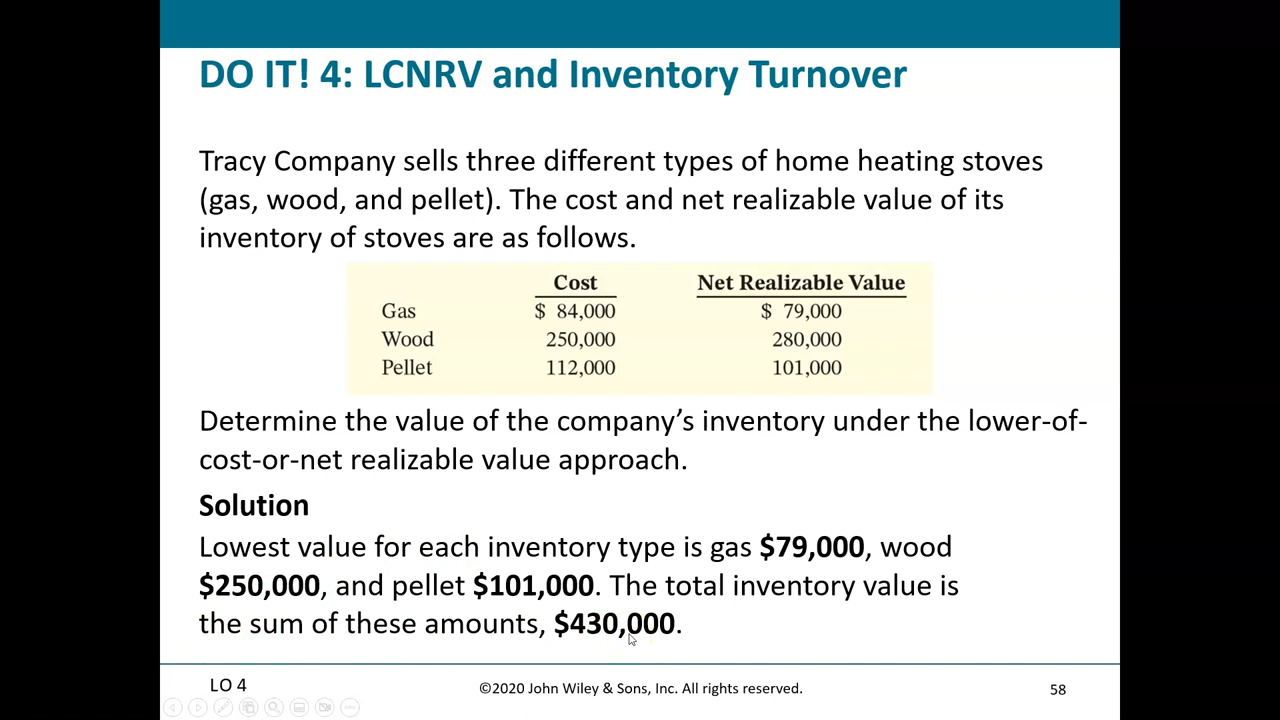 DO IT! 4: LCNRV and Inventory Turnover
Tracy Company sells three different types of home heating stoves
(gas, wood, and pellet). The cost and net realizable value of its
inventory of stoves are as follows.
Cost Net Realizable Value
Gas $ 84,000 $ 79,000
Wood 250,000 280,000
Pellet 112,000 101,000
Determine the value of the company’s inventory under the lower-of-
cost-or-net realizable value approach.
Solution
Lowest value for each inventory type is gas $79,000, wood
$250,000, and pellet $101,000. The total inventory value is
the sum of these amounts, $430,000.
LO 4 ©2020 John Wiley & Sons, Inc. All rights reserved. 58